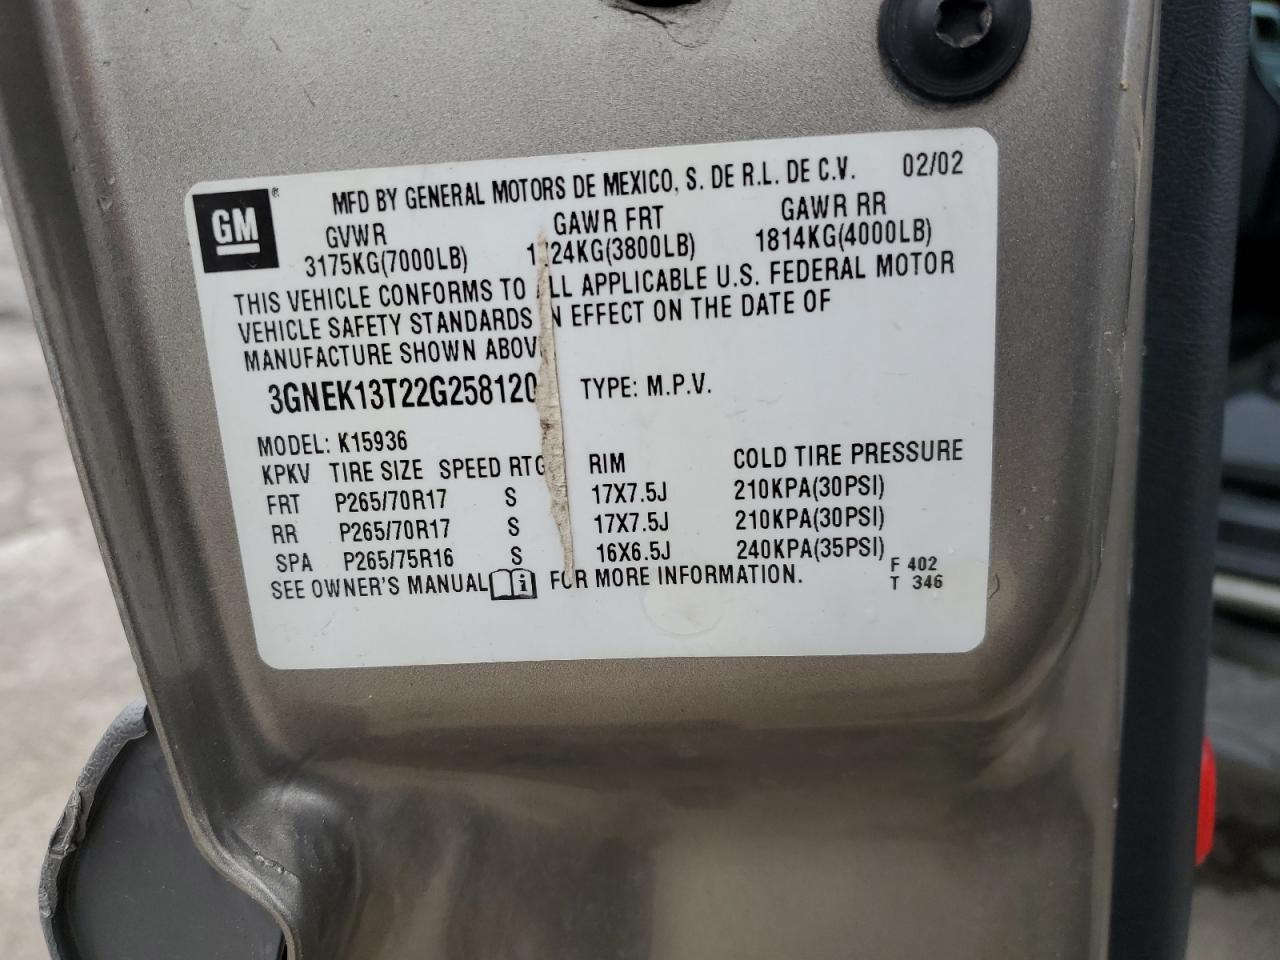 GM ® MFD BY GENERAL MOTORS DE MEXICO, S. DE R.L. DE C.V. 02/02
GVWR GAWR FRT GAWR RR
3175KG(7000LB) 1 24KG(3800LB) 1814KG(4000LB)
THIS VEHICLE CONFORMS TO ALL APPLICABLE U.S. FEDERAL MOTOR
VEHICLE SAFETY STANDARDS IN EFFECT ON THE DATE OF
MANUFACTURE SHOWN ABOV
3GNEK13T22G258120 TYPE: M.P.V.
MODEL: K15936
KPKV TIRE SIZE SPEED RTG RIM COLD TIRE PRESSURE
FRT P265/70R17 S 17X7.5J 210KPA(30PSI)
RR P265/70R17 S 17X7.5J 210KPA(30PSI)
SPA P265/75R16 S 16X6.5J 240KPA(35PSI)
SEE OWNER'S MANUAL i FOR MORE INFORMATION.
F 402
T 346